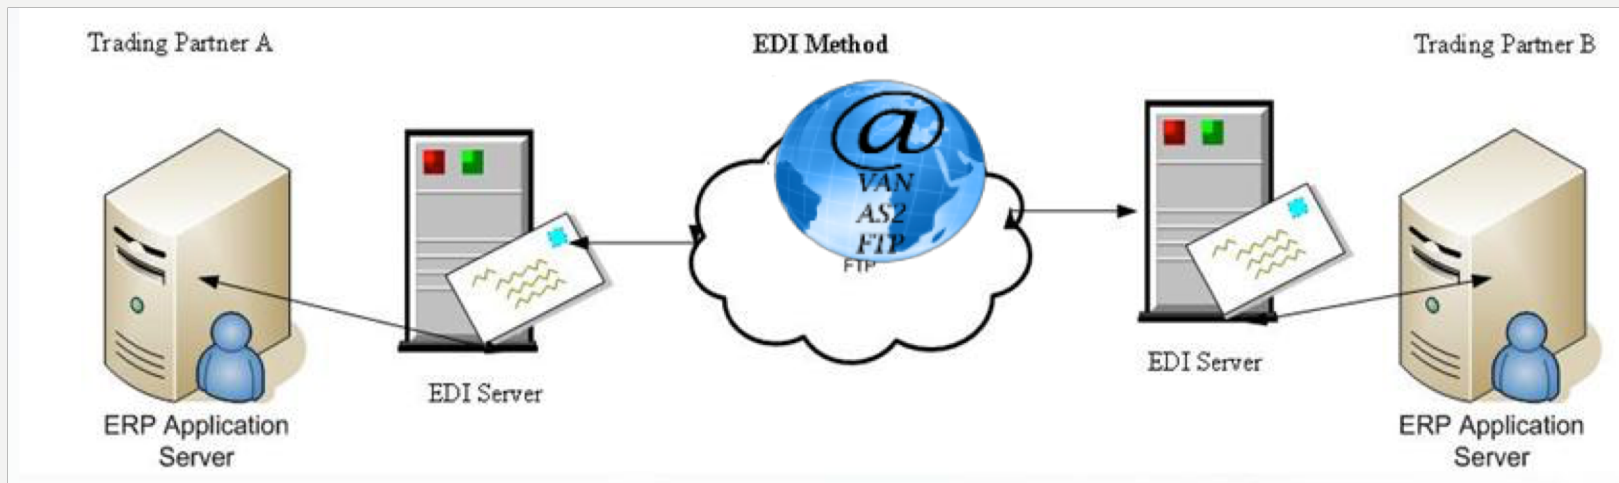 Trading Partner A
EDI Method
Trading Partner B
@
VAN
AS2
FTP
FTP
EDI Server
EDI Server
ERP Application
Server
ERP Application
Server